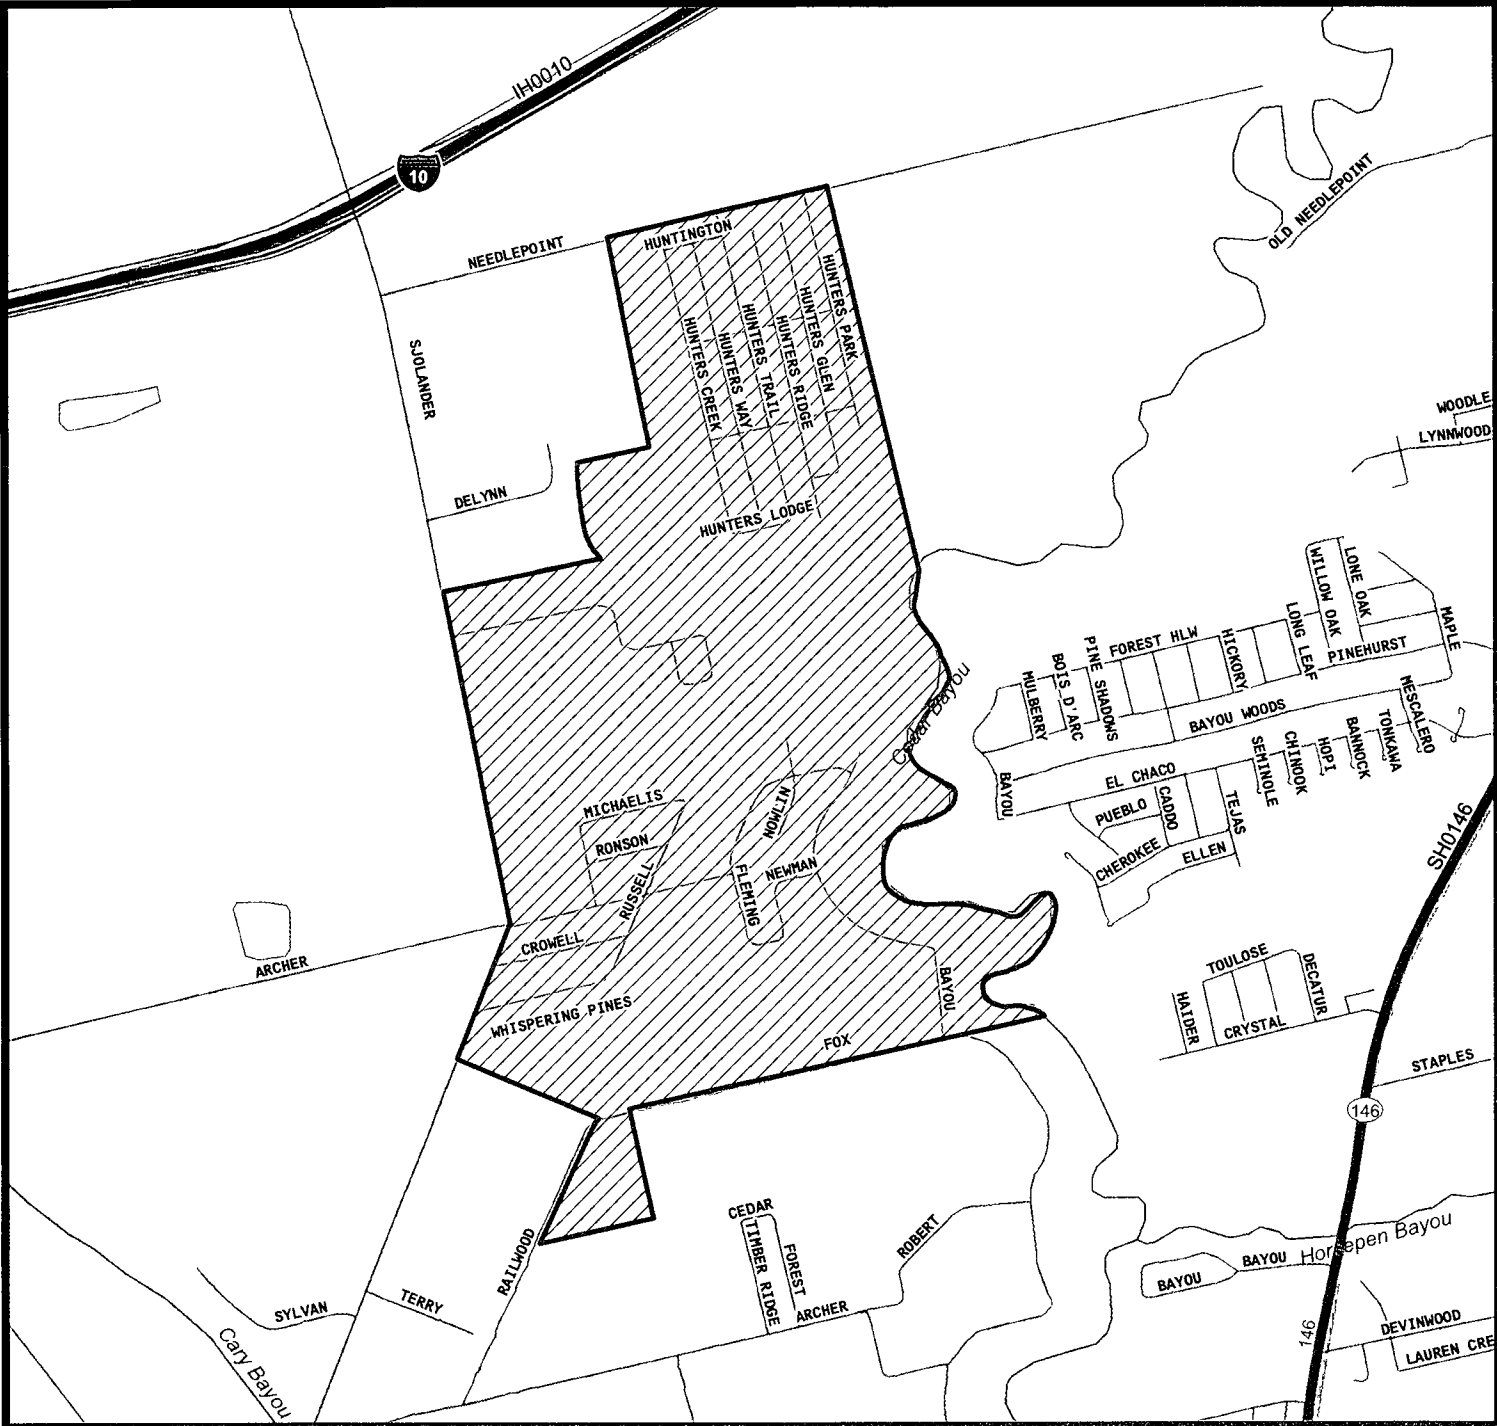 IH0010
10
OLD NEEDLEPOINT
NEEDLEPOINT
HUNTINGTON
HUNTERS PARK
HUNTERS GLEN
HUNTERS RIDGE
HUNTERS TRAIL
HUNTERS WAY
HUNTERS CREEK
SJOLANDER
WOODLE
LYNNWOOD
DELYNN
HUNTERS LODGE
WILLOW OAK
LONE OAK
LONG LEAF
MAPLE
FOREST HLW
HICKORY
PINEHURST
PINE SHADOWS
BOIS D'ARC
MULBERRY
Cedar Bayou
BAYOU WOODS
MESCALERO
TONKAWA
BANNOCK
HOPI
CHINOOK
SEMINOLE
BAYOU
EL CHACO
PUEBLO
CADDO
TEJAS
CHEROKEE
ELLEN
SH0146
MICHAELIS
RONSON
RUSSELL
NOWLIN
NEWMAN
FLEMING
CROWELL
ARCHER
WHISPERING PINES
BAYOU
FOX
TOULOSE
DECATUR
HAIDER
CRYSTAL
STAPLES
146
CEDAR
TIMBER RIDGE
FOREST
ROBERT
ARCHER
RAILWOOD
TERRY
SYLVAN
Cary Bayou
Horsepen Bayou
BAYOU
BAYOU
146
DEVINWOOD
LAUREN CRE